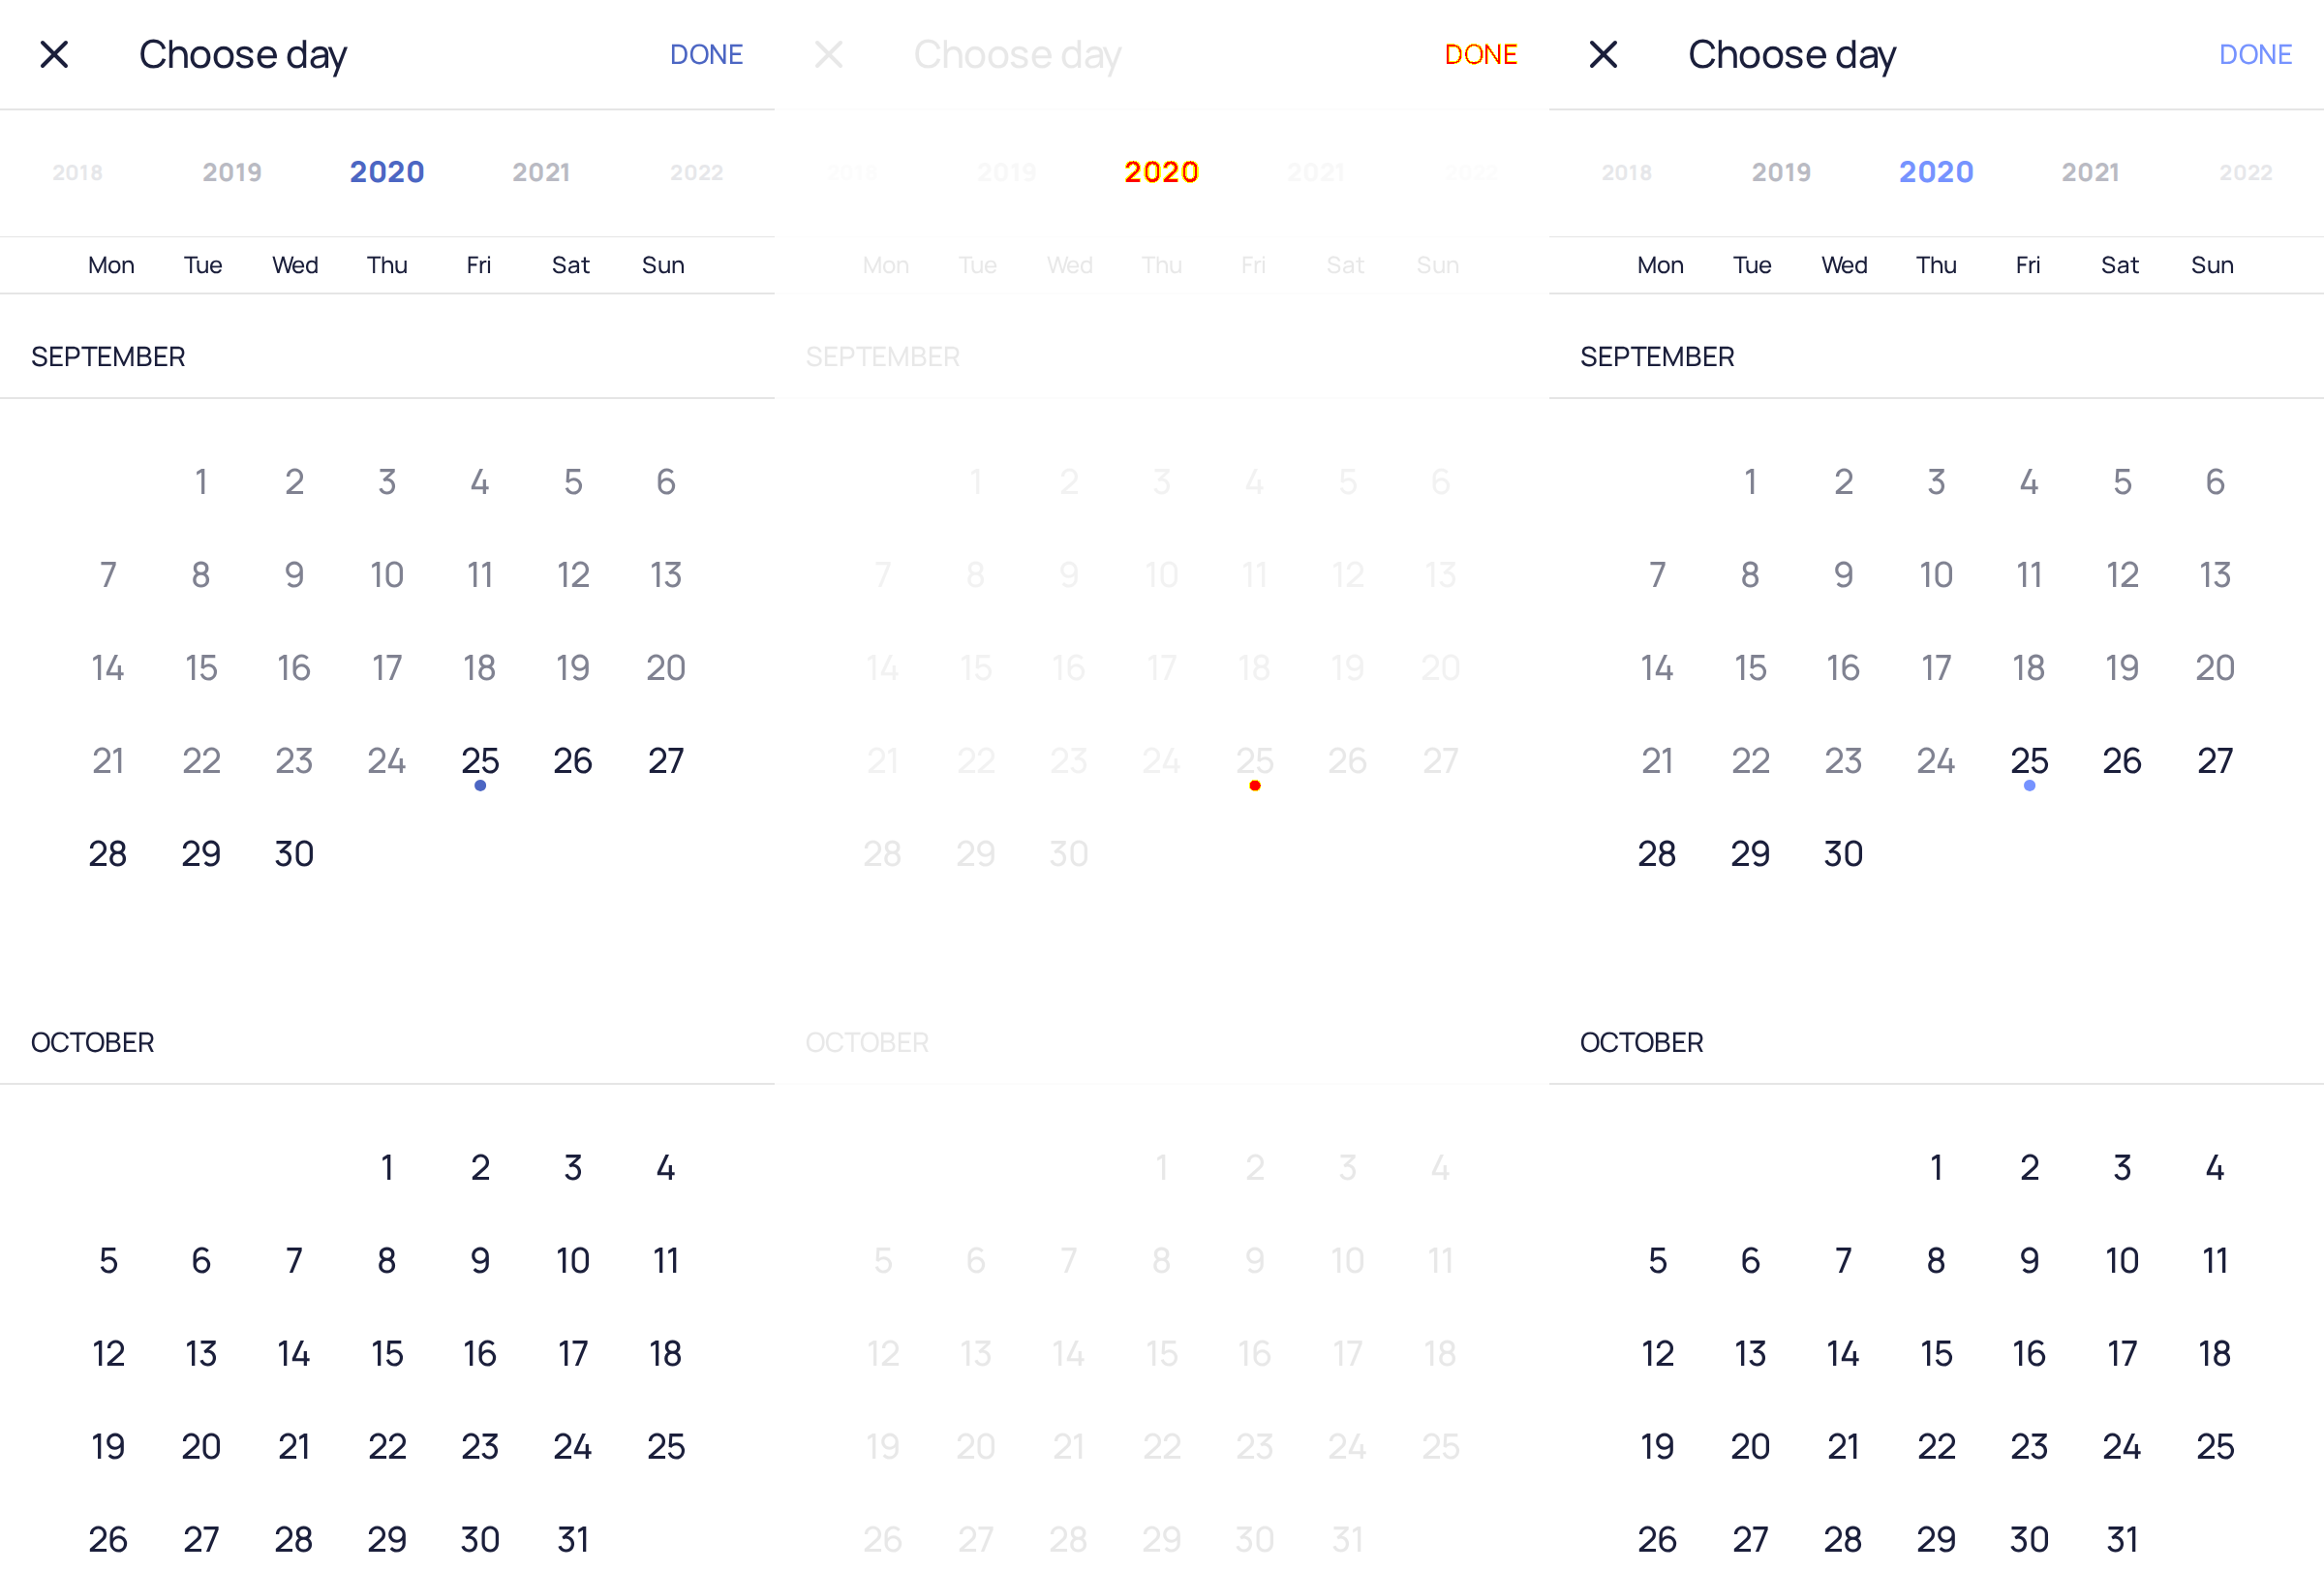 Choose day DONE
2018 2019 2020 2021 2022
Mon Tue Wed Thu Fri Sat Sun
SEPTEMBER
1 2 3 4 5 6
7 8 9 10 11 12 13
14 15 16 17 18 19 20
21 22 23 24 25 26 27
28 29 30
OCTOBER
1 2 3 4
5 6 7 8 9 10 11
12 13 14 15 16 17 18
19 20 21 22 23 24 25
26 27 28 29 30 31
Choose day DONE
2018 2019 2020 2021 2022
Mon Tue Wed Thu Fri Sat Sun
SEPTEMBER
1 2 3 4 5 6
7 8 9 10 11 12 13
14 15 16 17 18 19 20
21 22 23 24 25 26 27
28 29 30
OCTOBER
1 2 3 4
5 6 7 8 9 10 11
12 13 14 15 16 17 18
19 20 21 22 23 24 25
26 27 28 29 30 31
Choose day DONE
2018 2019 2020 2021 2022
Mon Tue Wed Thu Fri Sat Sun
SEPTEMBER
1 2 3 4 5 6
7 8 9 10 11 12 13
14 15 16 17 18 19 20
21 22 23 24 25 26 27
28 29 30
OCTOBER
1 2 3 4
5 6 7 8 9 10 11
12 13 14 15 16 17 18
19 20 21 22 23 24 25
26 27 28 29 30 31